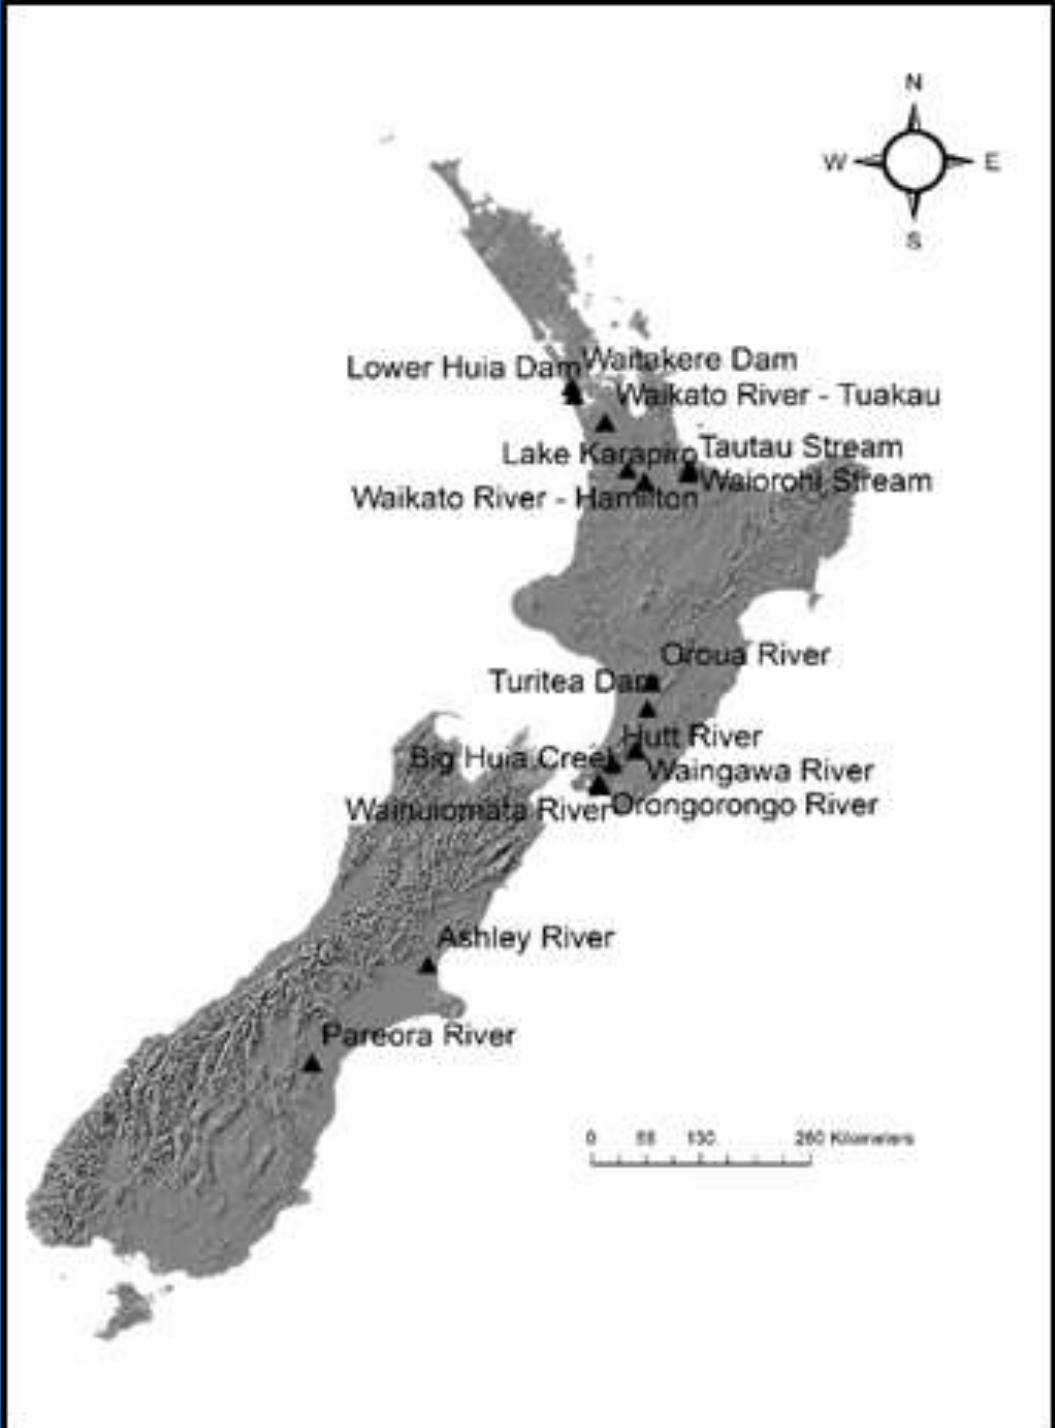 N
W E
S
Lower Huia Dam
Waitakere Dam
Waikato River - Tuakau
Lake Karapiro
Tautau Stream
Waiorohi Stream
Waikato River - Hamilton
Oroua River
Turitea Dam
Hutt River
Big Huia Creek
Waingawa River
Wainuiomata River
Orongorongo River
Ashley River
Pareora River
0 65 130 260 Kilometers